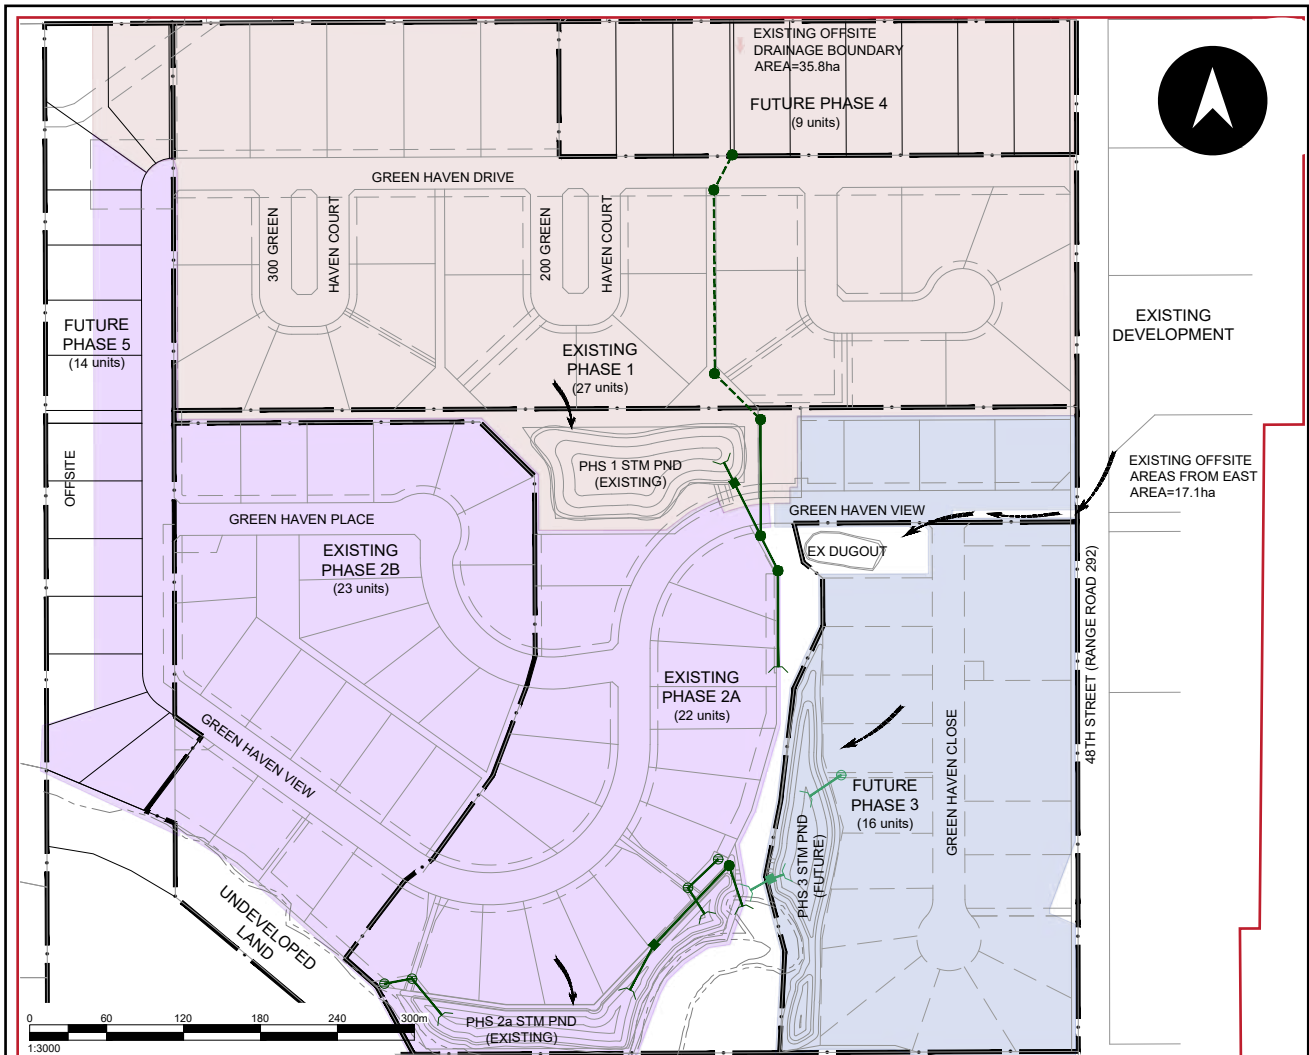 EXISTING OFFSITE
DRAINAGE BOUNDARY
AREA=35.8ha
FUTURE PHASE 4
(9 units)
GREEN HAVEN DRIVE
300 GREEN
HAVEN COURT
200 GREEN
HAVEN COURT
FUTURE
PHASE 5
(14 units)
EXISTING
PHASE 1
(27 units)
EXISTING
DEVELOPMENT
OFFSITE
PHS 1 STM PND
(EXISTING)
EXISTING OFFSITE
AREAS FROM EAST
AREA=17.1ha
GREEN HAVEN PLACE
GREEN HAVEN VIEW
EX DUGOUT
EXISTING
PHASE 2B
(23 units)
48TH STREET (RANGE ROAD 292)
EXISTING
PHASE 2A
(22 units)
GREEN HAVEN VIEW
GREEN HAVEN CLOSE
FUTURE
PHASE 3
(16 units)
PHS 3 STM PND
(FUTURE)
UNDEVELOPED
LAND
PHS 2a STM PND
(EXISTING)
0 60 120 180 240 300m
1:3000